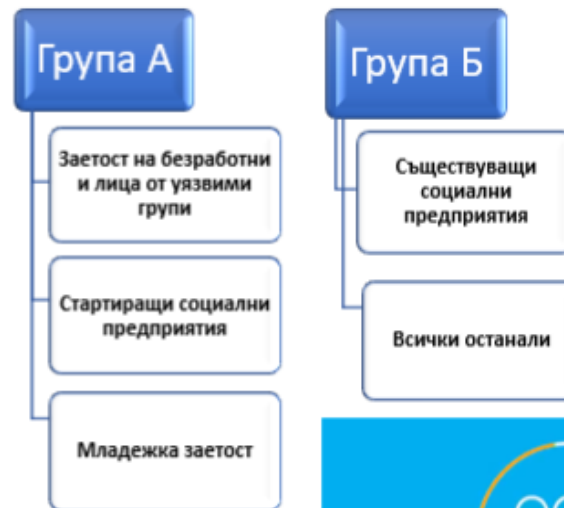 Група А
Заетост на безработни
и лица от уязвими
групи
Стартиращи социални
предприятия
Младежка заетост
Група Б
Съществуващи
социални
предприятия
Всички останали